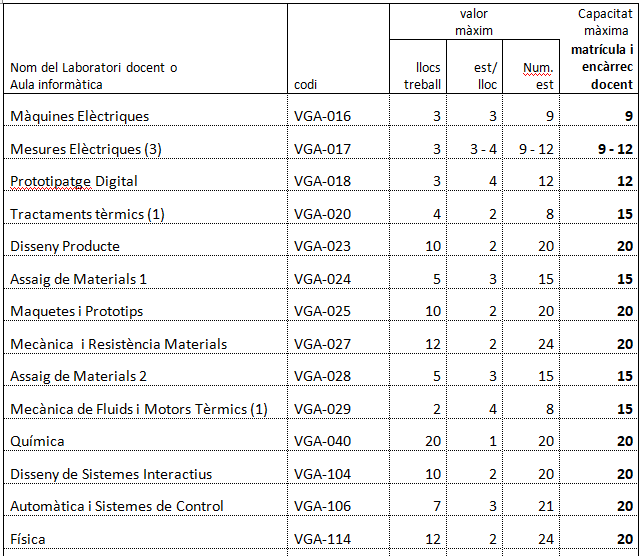 valor
màxim
Capacitat
màxima
matrícula i
encàrrec
docent
Nom del Laboratori docent o
Aula informàtica
codi
llocs
treball
est/
lloc
Num.
est
Màquines Elèctriques VGA-016 3 3 9 9
Mesures Elèctriques (3) VGA-017 3 3 - 4 9 - 12 9 - 12
Prototipatge Digital VGA-018 3 4 12 12
Tractaments tèrmics (1) VGA-020 4 2 8 15
Disseny Producte VGA-023 10 2 20 20
Assaig de Materials 1 VGA-024 5 3 15 15
Maquetes i Prototips VGA-025 10 2 20 20
Mecànica i Resistència Materials VGA-027 12 2 24 20
Assaig de Materials 2 VGA-028 5 3 15 15
Mecànica de Fluids i Motors Tèrmics (1) VGA-029 2 4 8 15
Química VGA-040 20 1 20 20
Disseny de Sistemes Interactius VGA-104 10 2 20 20
Automàtica i Sistemes de Control VGA-106 7 3 21 20
Física VGA-114 12 2 24 20